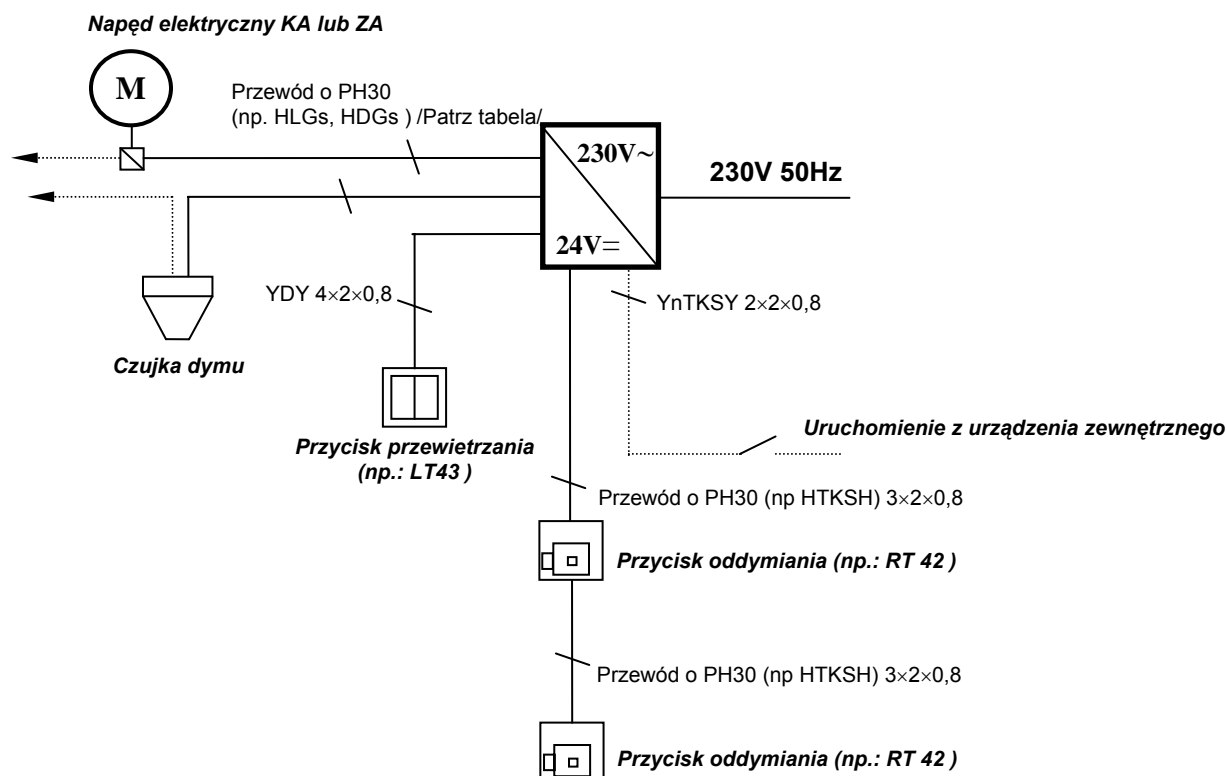 Napęd elektryczny KA lub ZA
M
Przewód o PH30
(np. HLGs, HDGs ) /Patrz tabela/
230V~
24V=
230V 50Hz
YDY 4×2×0,8
YnTKSY 2×2×0,8
Czujka dymu
Przycisk przewietrzania
(np.: LT43 )
Uruchomienie z urządzenia zewnętrznego
Przewód o PH30 (np HTKSH) 3×2×0,8
Przycisk oddymiania (np.: RT 42 )
Przewód o PH30 (np HTKSH) 3×2×0,8
Przycisk oddymiania (np.: RT 42 )